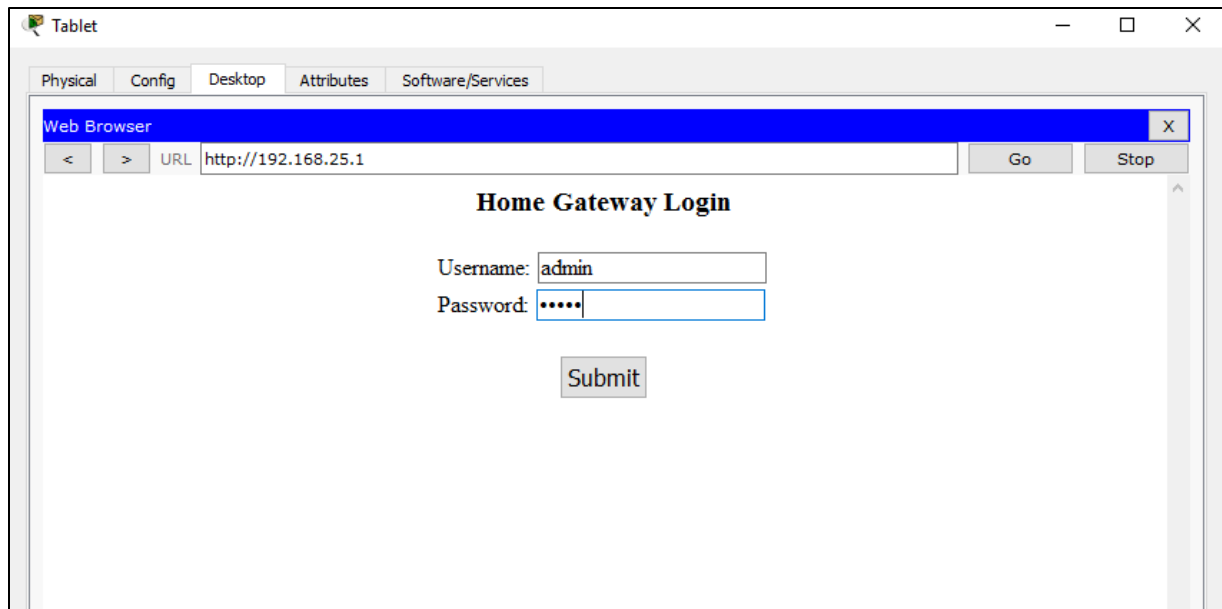 Tablet
Physical Config Desktop Attributes Software/Services
Web Browser X
< > URL http://192.168.25.1 Go Stop
Home Gateway Login
Username: admin
Password: •••••
Submit